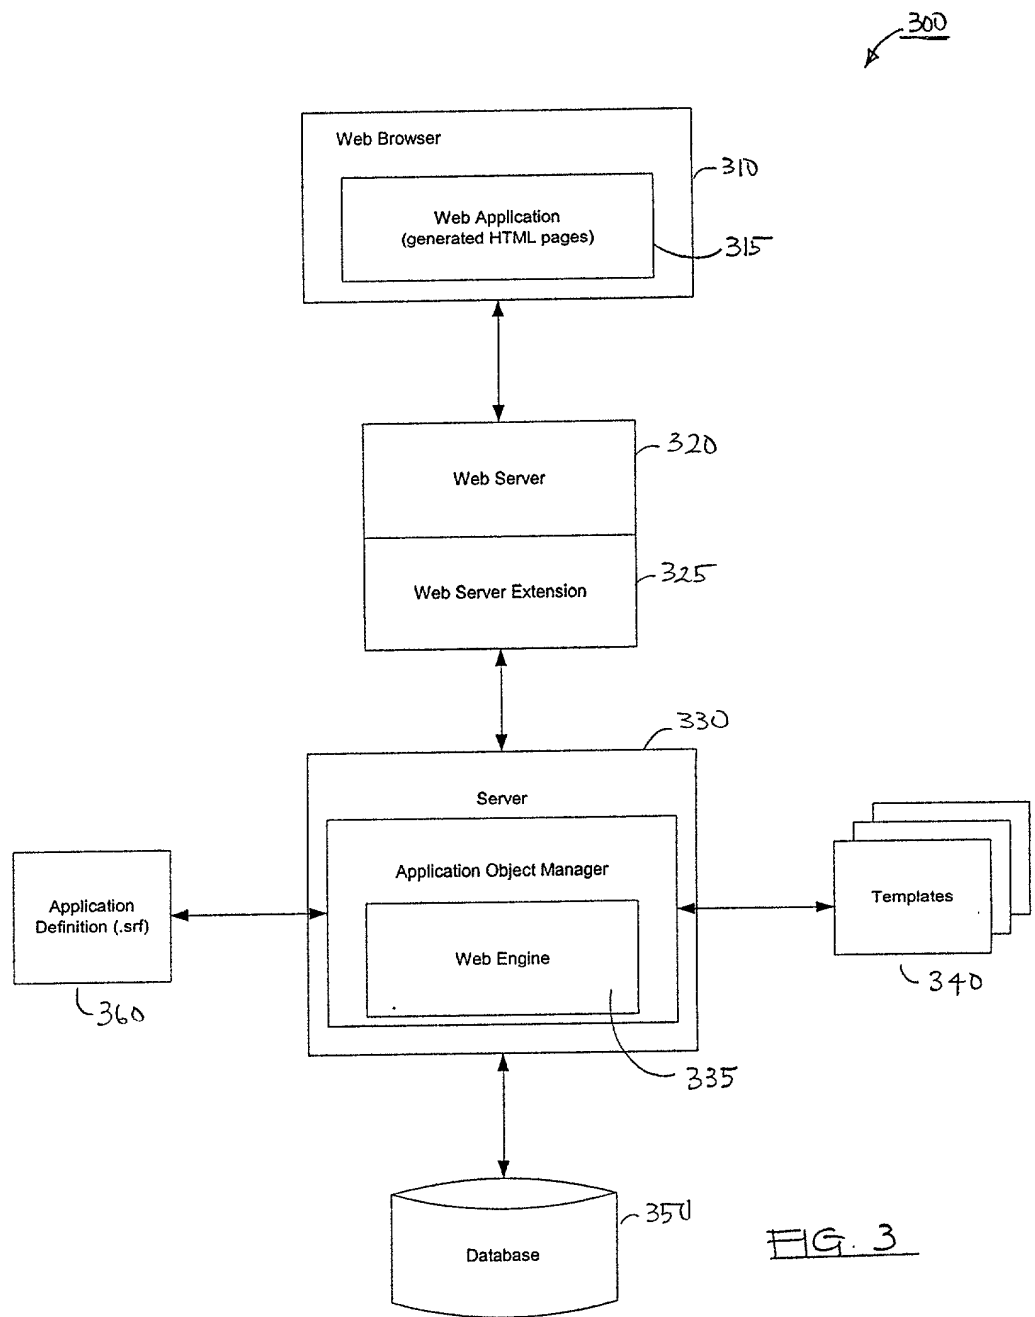 300
Web Browser
310
Web Application
(generated HTML pages)
315
320
Web Server
325
Web Server Extension
330
Server
Application Object Manager
Application
Definition (.srf)
Templates
Web Engine
360
340
335
350
Database
FIG. 3